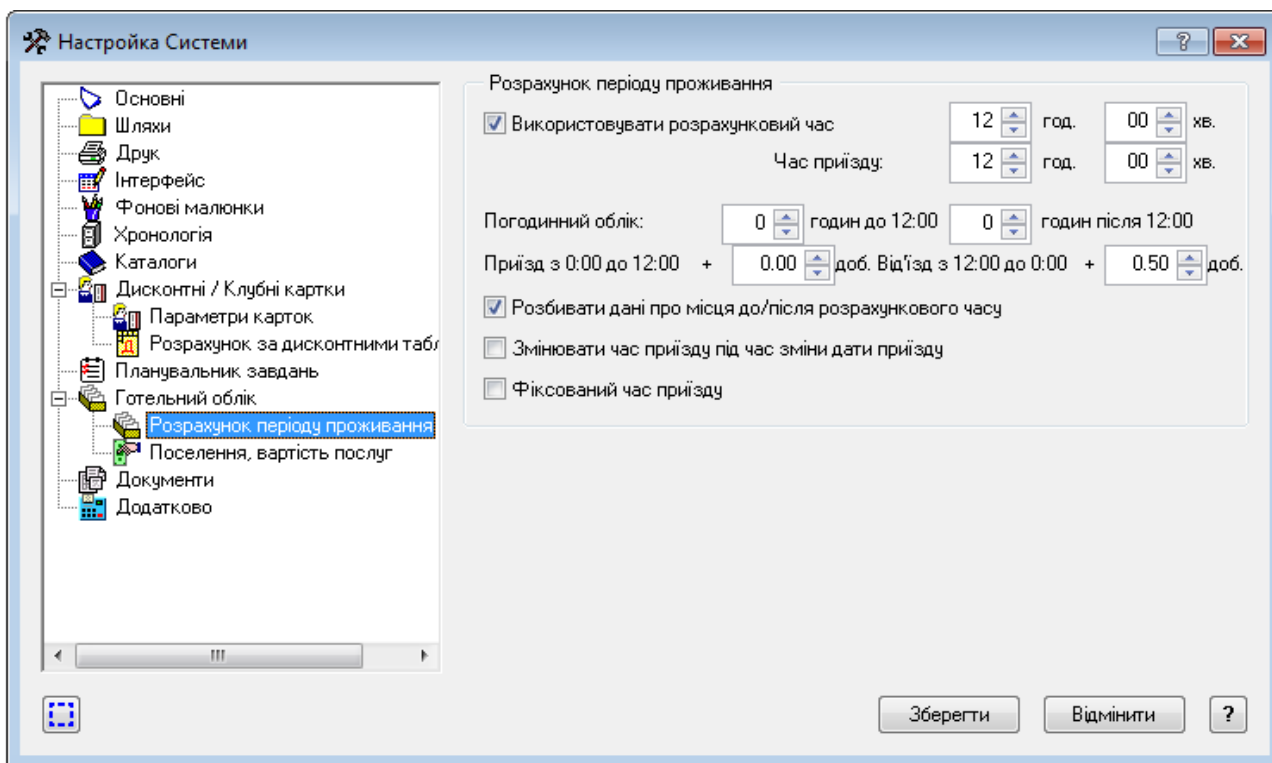 Настройка Системи
Основні
Шляхи
Друк
Інтерфейс
Фонові малюнки
Хронологія
Каталоги
Дисконтні / Клубні картки
Параметри карток
Розрахунок за дисконтними табл
Планувальник завдань
Готельний облік
Розрахунок періоду проживання
Поселення, вартість послуг
Документи
Додатково
Розрахунок періоду проживання
Використовувати розрахунковий час 12 год. 00 хв.
Час приїзду: 12 год. 00 хв.
Погодинний облік: 0 годин до 12:00 0 годин після 12:00
Приїзд з 0:00 до 12:00 + 0.00 доб. Від'їзд з 12:00 до 0:00 + 0.50 доб.
Розбивати дані про місця до/після розрахункового часу
Змінювати час приїзду під час зміни дати приїзду
Фіксований час приїзду
Зберегти Відмінити ?